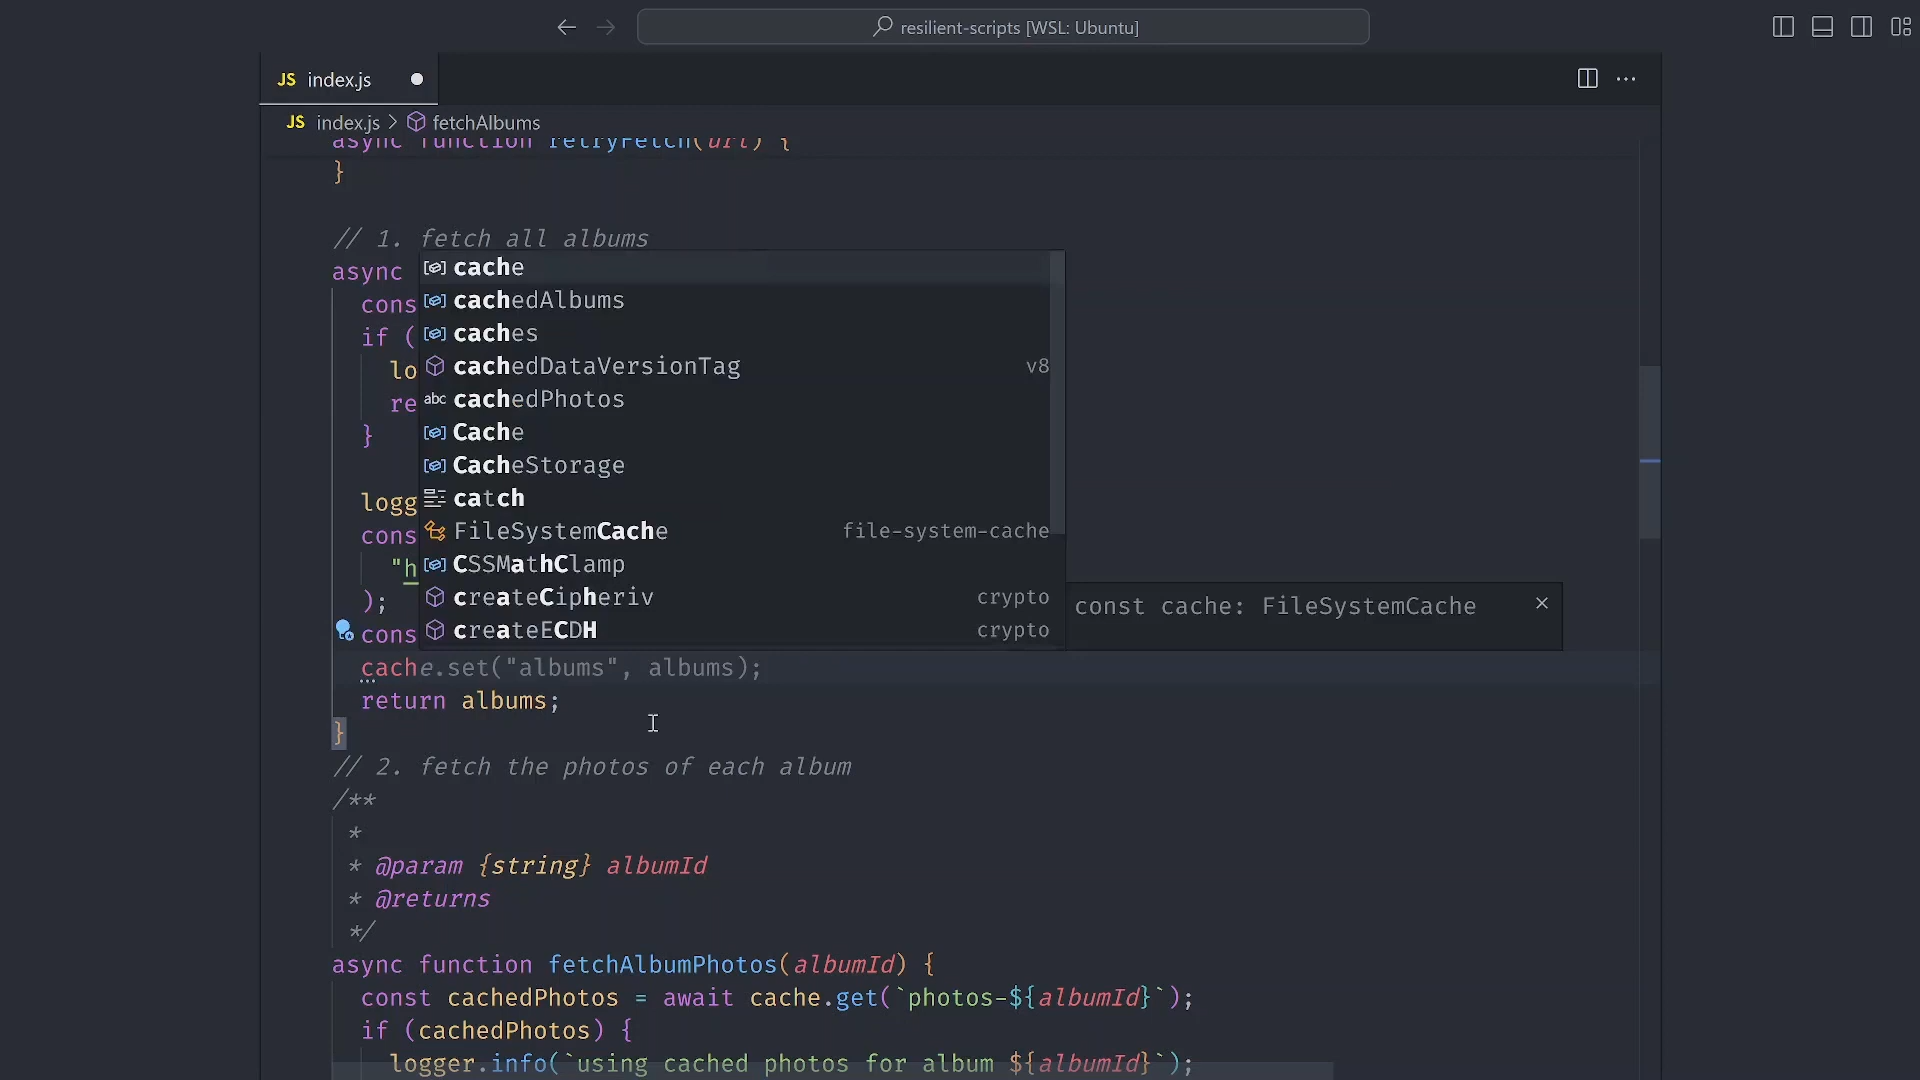 resilient-scripts [WSL: Ubuntu]
JS index.js
JS index.js > fetchAlbums
async function retryFetch(url) {
}
// 1. fetch all albums
async
cache
cons
cachedAlbums
if (
caches
lo
cachedDataVersionTag v8
re
abc cachedPhotos
}
Cache
CacheStorage
logg
catch
cons
FileSystemCache file-system-cache
"h
CSSMathClamp
);
createCipheriv crypto
const cache: FileSystemCache
cons
createECDH crypto
cache.set("albums", albums);
return albums;
}
// 2. fetch the photos of each album
/**
*
* @param {string} albumId
* @returns
*/
async function fetchAlbumPhotos(albumId) {
const cachedPhotos = await cache.get(`photos-${albumId}`);
if (cachedPhotos) {
logger.info(`using cached photos for album ${albumId}`);